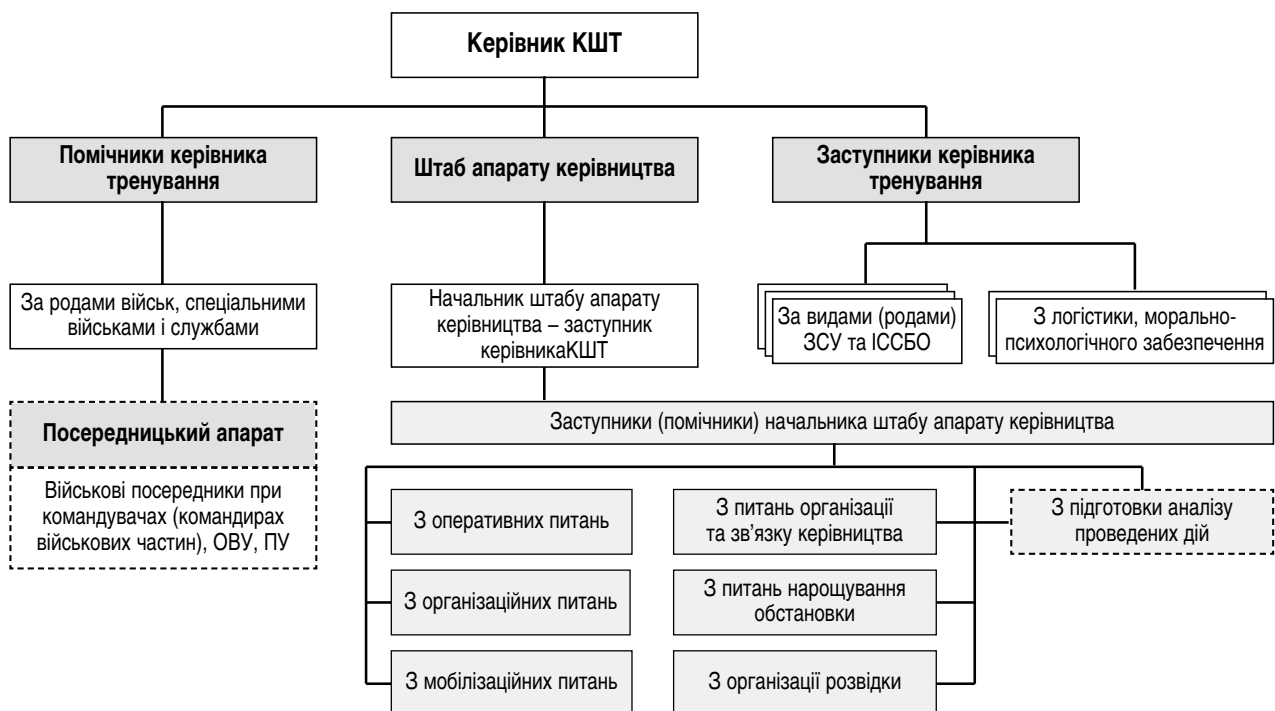 Керівник КШТ
Помічники керівника
тренування
Штаб апарату керівництва
Заступники керівника
тренування
За родами військ, спеціальними
військами і службами
Начальник штабу апарату
керівництва – заступник
керівникаКШТ
За видами (родами)
ЗСУ та ІССБО
З логістики, морально-
психологічного забезпечення
Посередницький апарат
Військові посередники при
командувачах (командирах
військових частин), ОВУ, ПУ
Заступники (помічники) начальника штабу апарату керівництва
З оперативних питань
З питань організації
та зв’язку керівництва
З підготовки аналізу
проведених дій
З організаційних питань
З питань нарощування
обстановки
З мобілізаційних питань
З організації розвідки